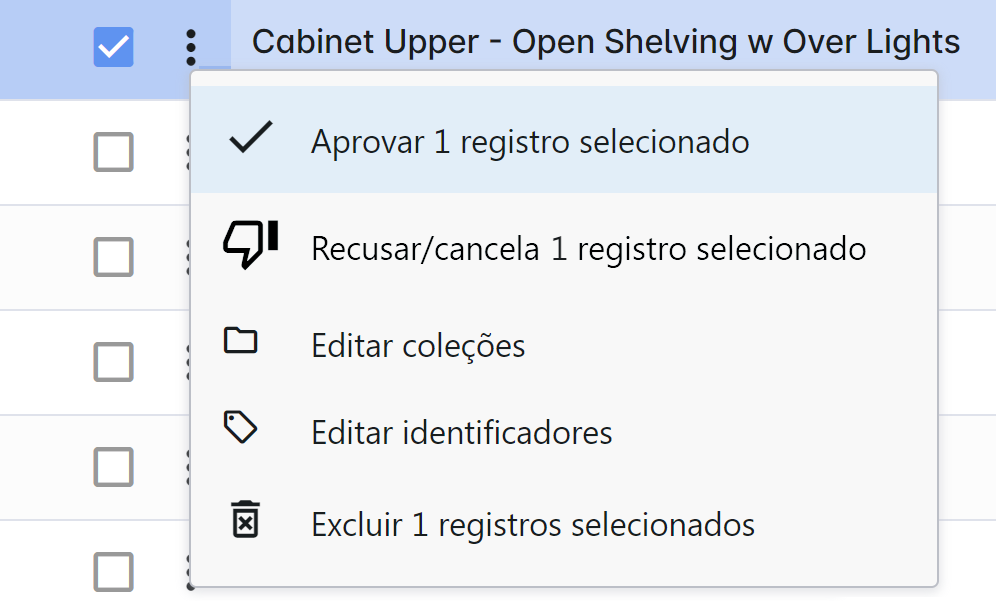 Cabinet Upper - Open Shelving w Over Lights
Aprovar 1 registro selecionado
Recusar/cancela 1 registro selecionado
Editar coleções
Editar identificadores
Excluir 1 registros selecionados